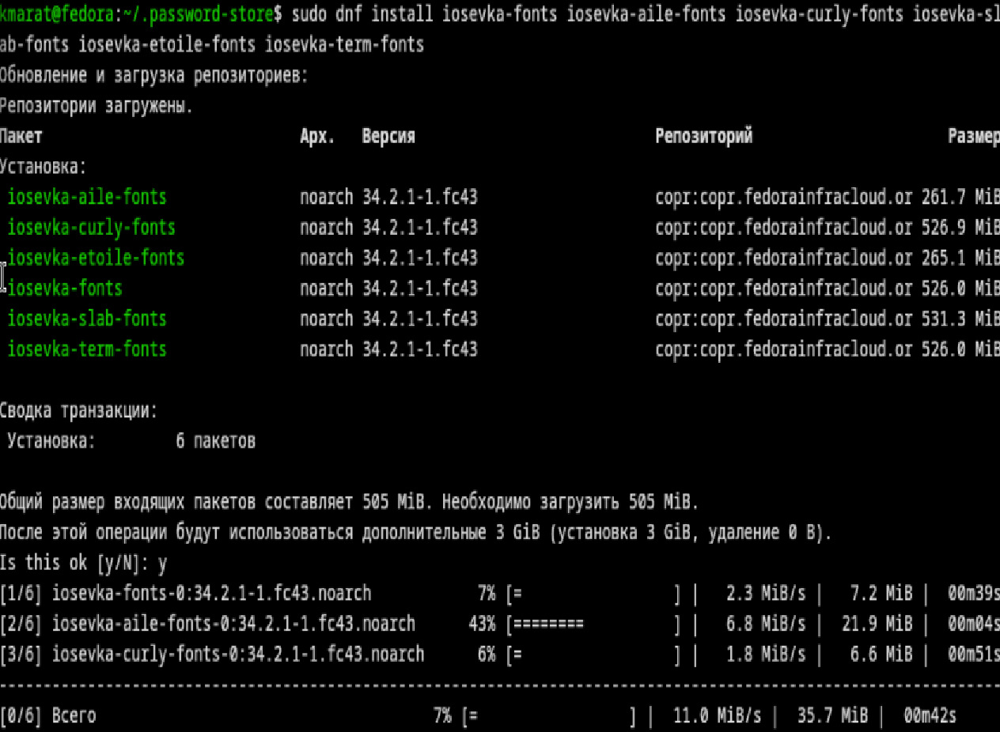 kmarat@fedora:~/.password-store$ sudo dnf install iosevka-fonts iosevka-aile-fonts iosevka-curly-fonts iosevka-sl
ab-fonts iosevka-etoile-fonts iosevka-term-fonts
Обновление и загрузка репозиториев:
Репозитории загружены.
Пакет Арх. Версия Репозиторий Размер
Установка:
iosevka-aile-fonts noarch 34.2.1-1.fc43 copr:copr.fedorainfracloud.or 261.7 MiB
iosevka-curly-fonts noarch 34.2.1-1.fc43 copr:copr.fedorainfracloud.or 526.9 MiB
iosevka-etoile-fonts noarch 34.2.1-1.fc43 copr:copr.fedorainfracloud.or 265.1 MiB
iosevka-fonts noarch 34.2.1-1.fc43 copr:copr.fedorainfracloud.or 526.0 MiB
iosevka-slab-fonts noarch 34.2.1-1.fc43 copr:copr.fedorainfracloud.or 531.3 MiB
iosevka-term-fonts noarch 34.2.1-1.fc43 copr:copr.fedorainfracloud.or 526.0 MiB
Сводка транзакции:
Установка: 6 пакетов
Общий размер входящих пакетов составляет 505 MiB. Необходимо загрузить 505 MiB.
После этой операции будут использоваться дополнительные 3 GiB (установка 3 GiB, удаление 0 B).
Is this ok [y/N]: y
[1/6] iosevka-fonts-0:34.2.1-1.fc43.noarch 7% [= ] | 2.3 MiB/s | 7.2 MiB | 00m39s
[2/6] iosevka-aile-fonts-0:34.2.1-1.fc43.noarch 43% [======== ] | 6.8 MiB/s | 21.9 MiB | 00m04s
[3/6] iosevka-curly-fonts-0:34.2.1-1.fc43.noarch 6% [= ] | 1.8 MiB/s | 6.6 MiB | 00m51s
----------------------------------------------------------------------------------------------------------------
[0/6] Всего 7% [= ] | 11.0 MiB/s | 35.7 MiB | 00m42s